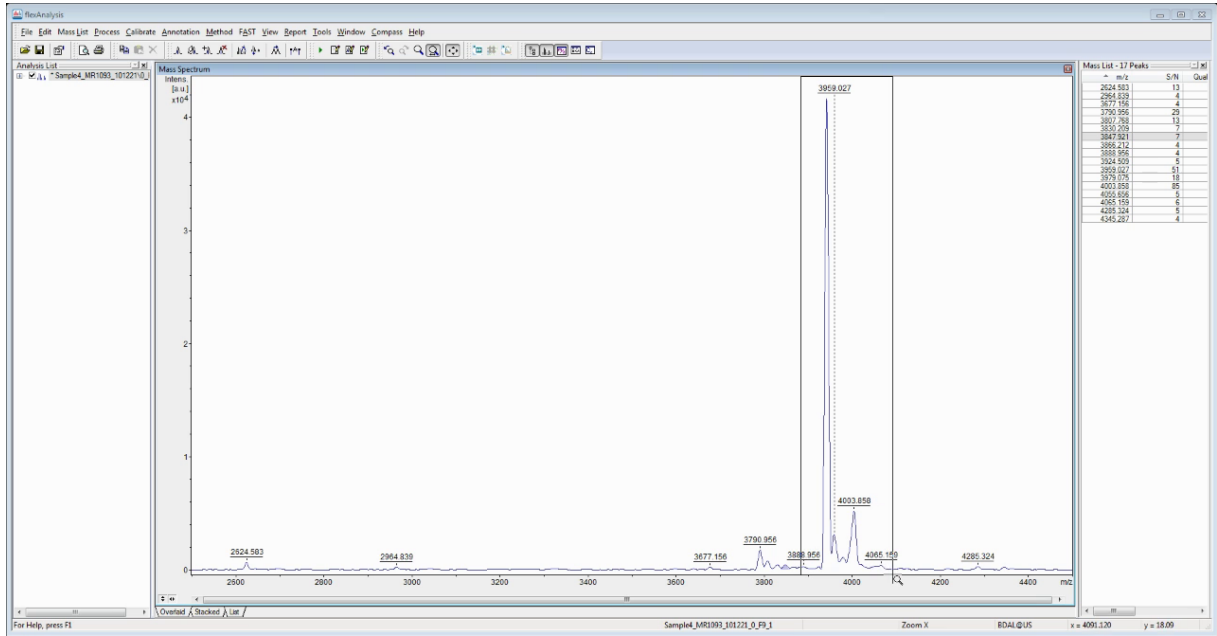 flexAnalysis
File Edit Mass List Process Calibrate Annotation Method FAST View Report Tools Window Compass Help
Analysis List
Sample4_MR1093_101221\0_
Mass Spectrum
Intens.
[a.u.]
x10⁴
4
3
2
1
0
3959.027
4003.858
3790.956
2624.583
2964.839
3677.156
3888.956
4065.159
4285.324
2600 2800 3000 3200 3400 3600 3800 4000 4200 4400 m/z
Overlaid Stacked List
Mass List - 17 Peaks
m/z S/N Qual
2624.583 13
2964.839 4
3677.156 4
3790.956 29
3807.768 13
3830.209 7
3847.921 7
3866.212 4
3888.956 4
3924.509 5
3959.027 51
3979.075 18
4003.858 85
4055.656 5
4065.159 6
4285.324 5
4345.287 4
For Help, press F1
Sample4_MR1093_101221_0_F9_1
Zoom X
BDAL@US
x = 4091.120 y = 18.09